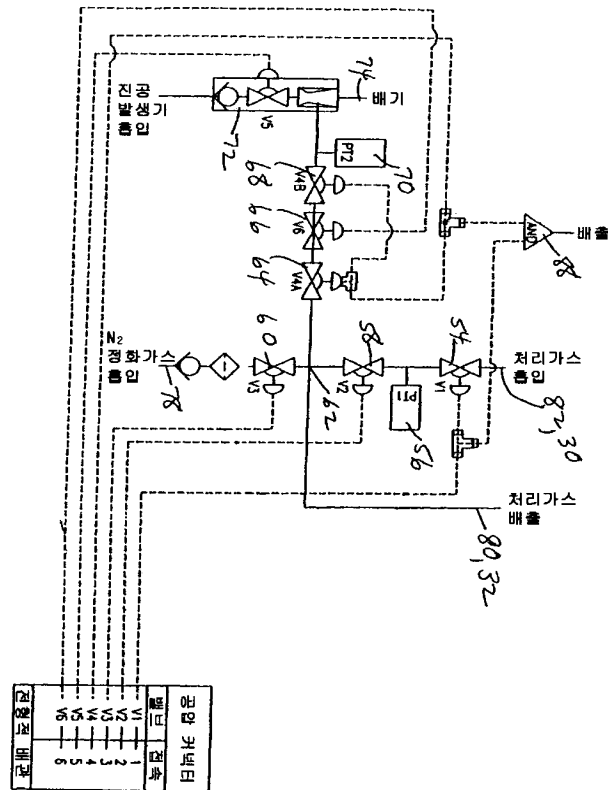 진공
발생기
흡입
72
V5
74
배기
PT2
70
68
V4B
66
V6
64
V4A
AND
배출
88
N₂
정화가스
흡입
78
60
V3
62
58
V2
PT1
56
54
V1
처리가스
흡입
82,30
처리가스
배출
80,32
공압 커넥터
밸브 접속
V1 1
V2 2
V3 3
V4 4
V5 5
V6 6
전형적 배관